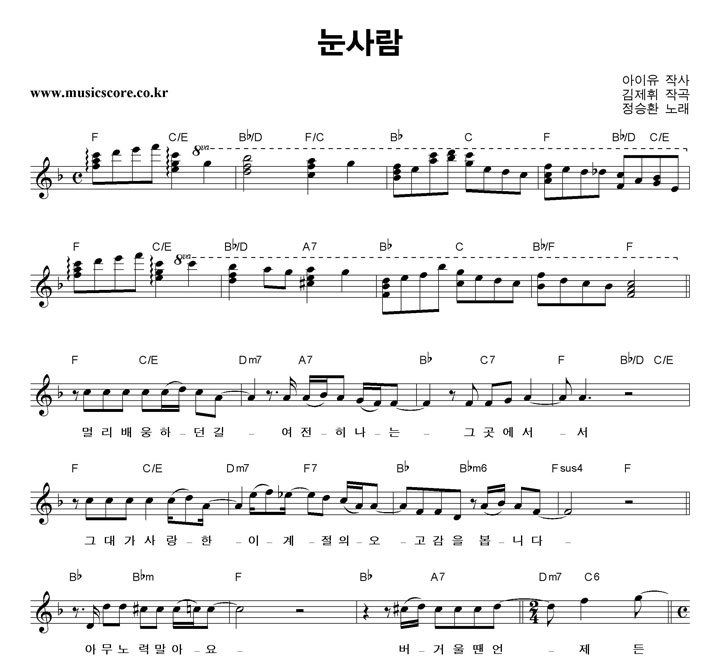 눈사람
아이유 작사
www.musicscore.co.kr
김제휘 작곡
정승환 노래
F C/E 8va B♭/D F/C B♭ C F B♭/D C/E
F C/E 8va B♭/D A7 B♭ C B♭/F F
F C/E Dm7 A7 B♭ C7 F B♭/D C/E
멀리배웅하-던길- 여전-히나-는- 그곳에서-서
F C/E Dm7 F7 B♭ B♭m6 Fsus4 F
그대가사랑-한-이-계-절의-오-고감을 봅-니다-
B♭ B♭m F B♭ A7 Dm7 C6
아무노력말아-요- 버-거울땐언-제든